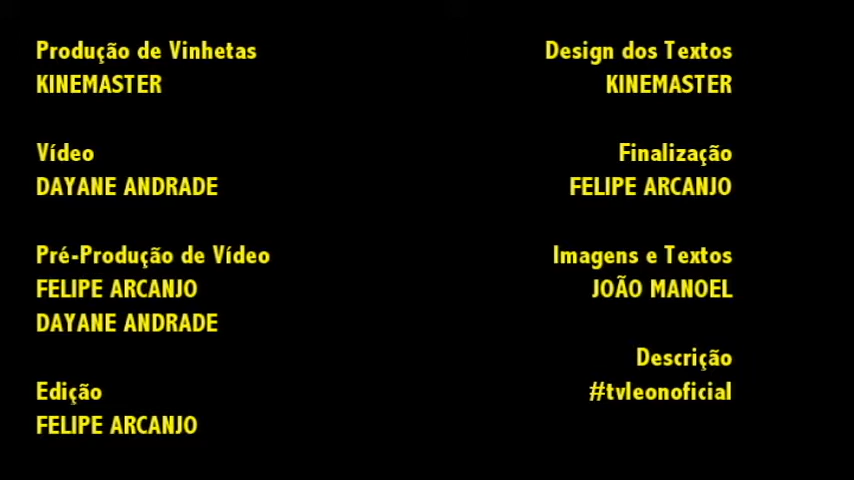 Produção de Vinhetas
KINEMASTER
Vídeo
DAYANE ANDRADE
Pré-Produção de Vídeo
FELIPE ARCANJO
DAYANE ANDRADE
Edição
FELIPE ARCANJO
Design dos Textos
KINEMASTER
Finalização
FELIPE ARCANJO
Imagens e Textos
JOÃO MANOEL
Descrição
#tvleonoficial